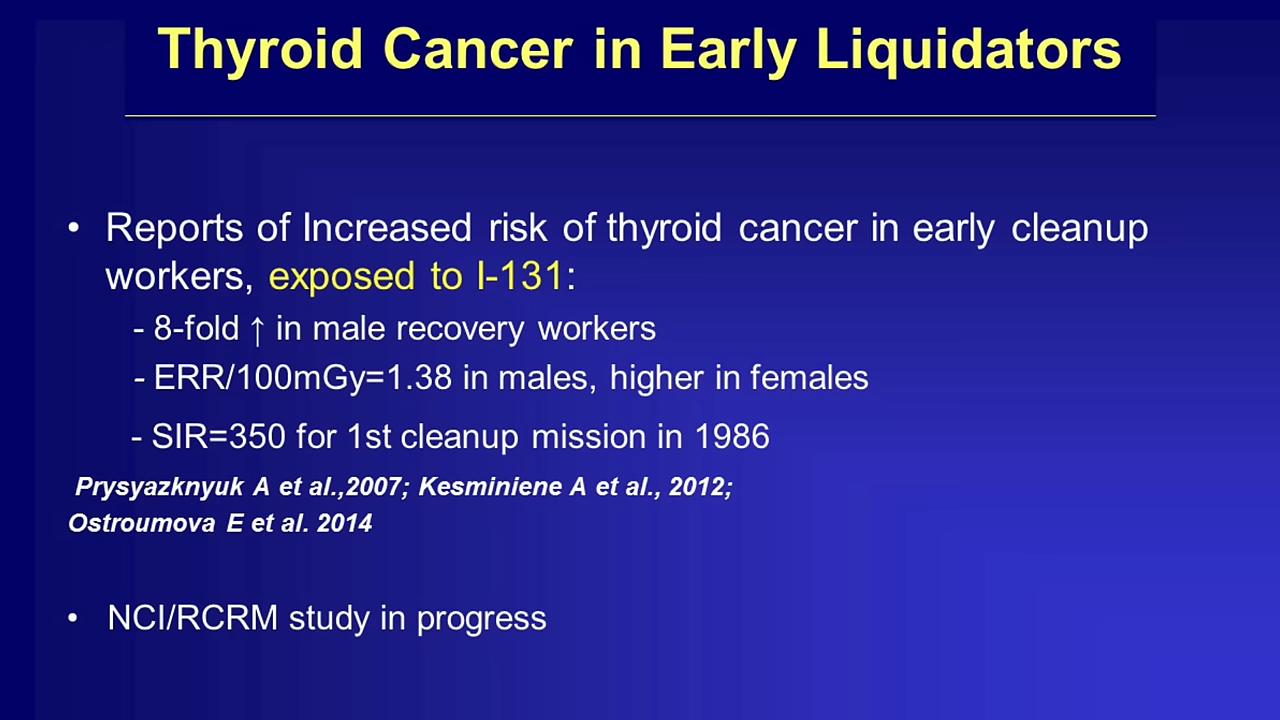 Thyroid Cancer in Early Liquidators
• Reports of Increased risk of thyroid cancer in early cleanup
workers, exposed to I-131:
- 8-fold ↑ in male recovery workers
- ERR/100mGy=1.38 in males, higher in females
- SIR=350 for 1st cleanup mission in 1986
Prysyazknyuk A et al.,2007; Kesminiene A et al., 2012;
Ostroumova E et al. 2014
• NCI/RCRM study in progress